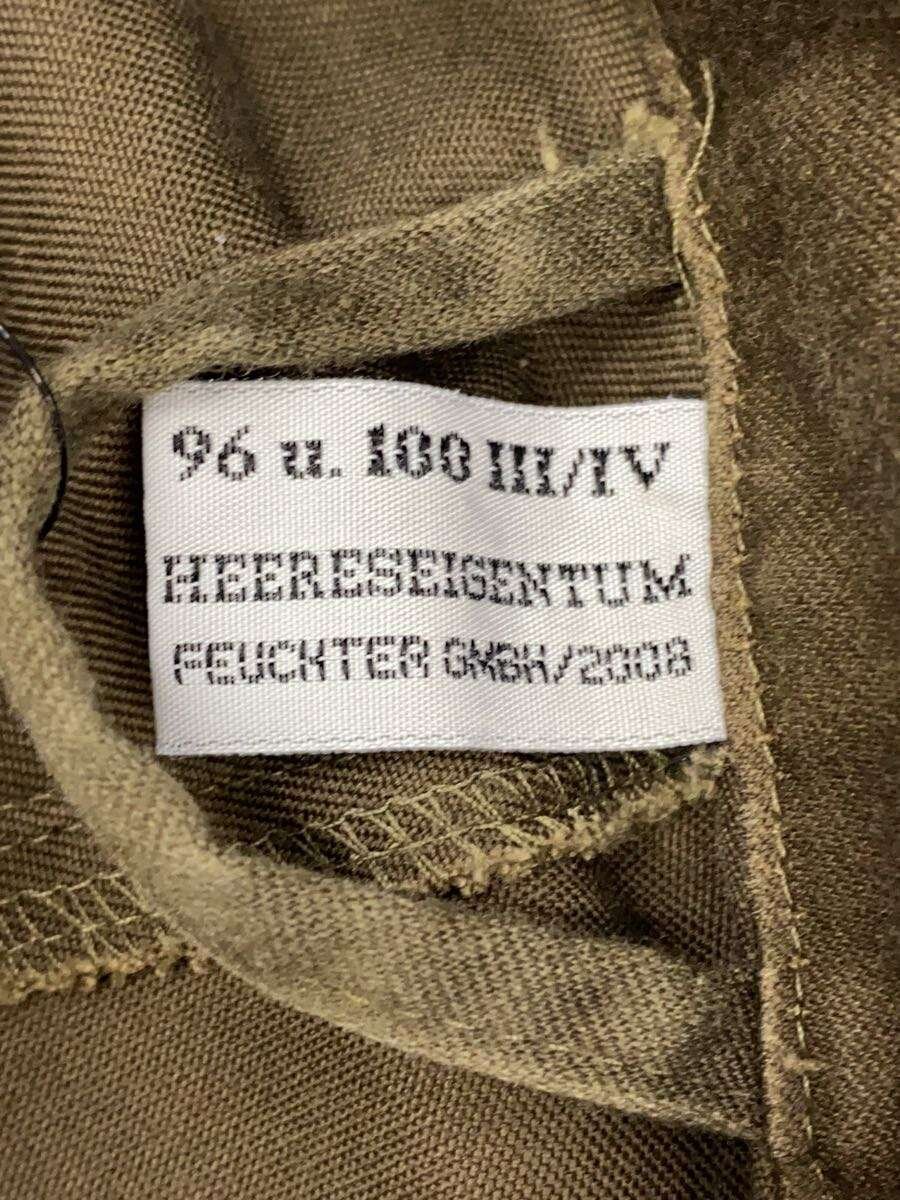 96 u. 100 III/IV
HEERESEIGENTUM
FEUCHTER GMBH/2008